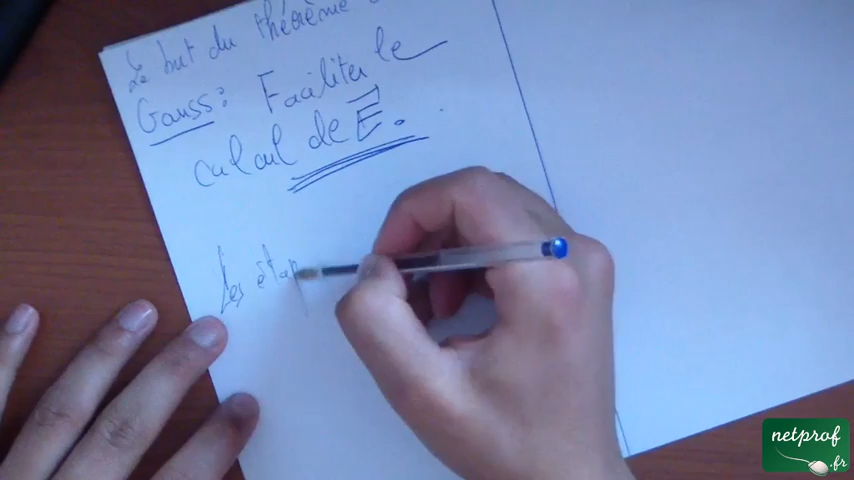 Le but du théorème
Gauss: Faciliter le
calcul de E.
Les étap
netprof
.fr